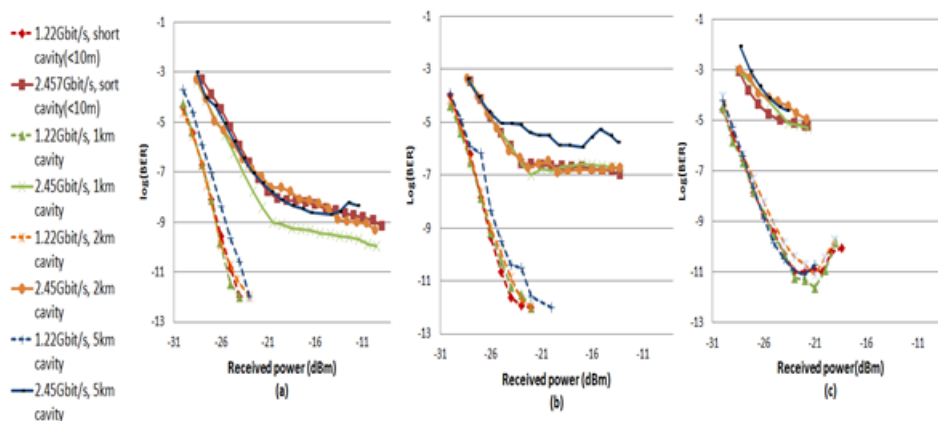 1.22Gbit/s, short
cavity(<10m)
2.457Gbit/s, sort
cavity(<10m)
1.22Gbit/s, 1km
cavity
2.45Gbit/s, 1km
cavity
1.22Gbit/s, 2km
cavity
2.45Gbit/s, 2km
cavity
1.22Gbit/s, 5km
cavity
2.45Gbit/s, 5km
cavity
log(BER)
-1
-3
-5
-7
-9
-11
-13
-31 -26 -21 -16 -11
Received power (dBm)
(a)
Log(BER)
-1
-3
-5
-7
-9
-11
-13
-31 -26 -21 -16 -11
Received power (dBm)
(b)
Log(BER)
-1
-3
-5
-7
-9
-11
-13
-31 -26 -21 -16 -11
Received power (dBm)
(c)